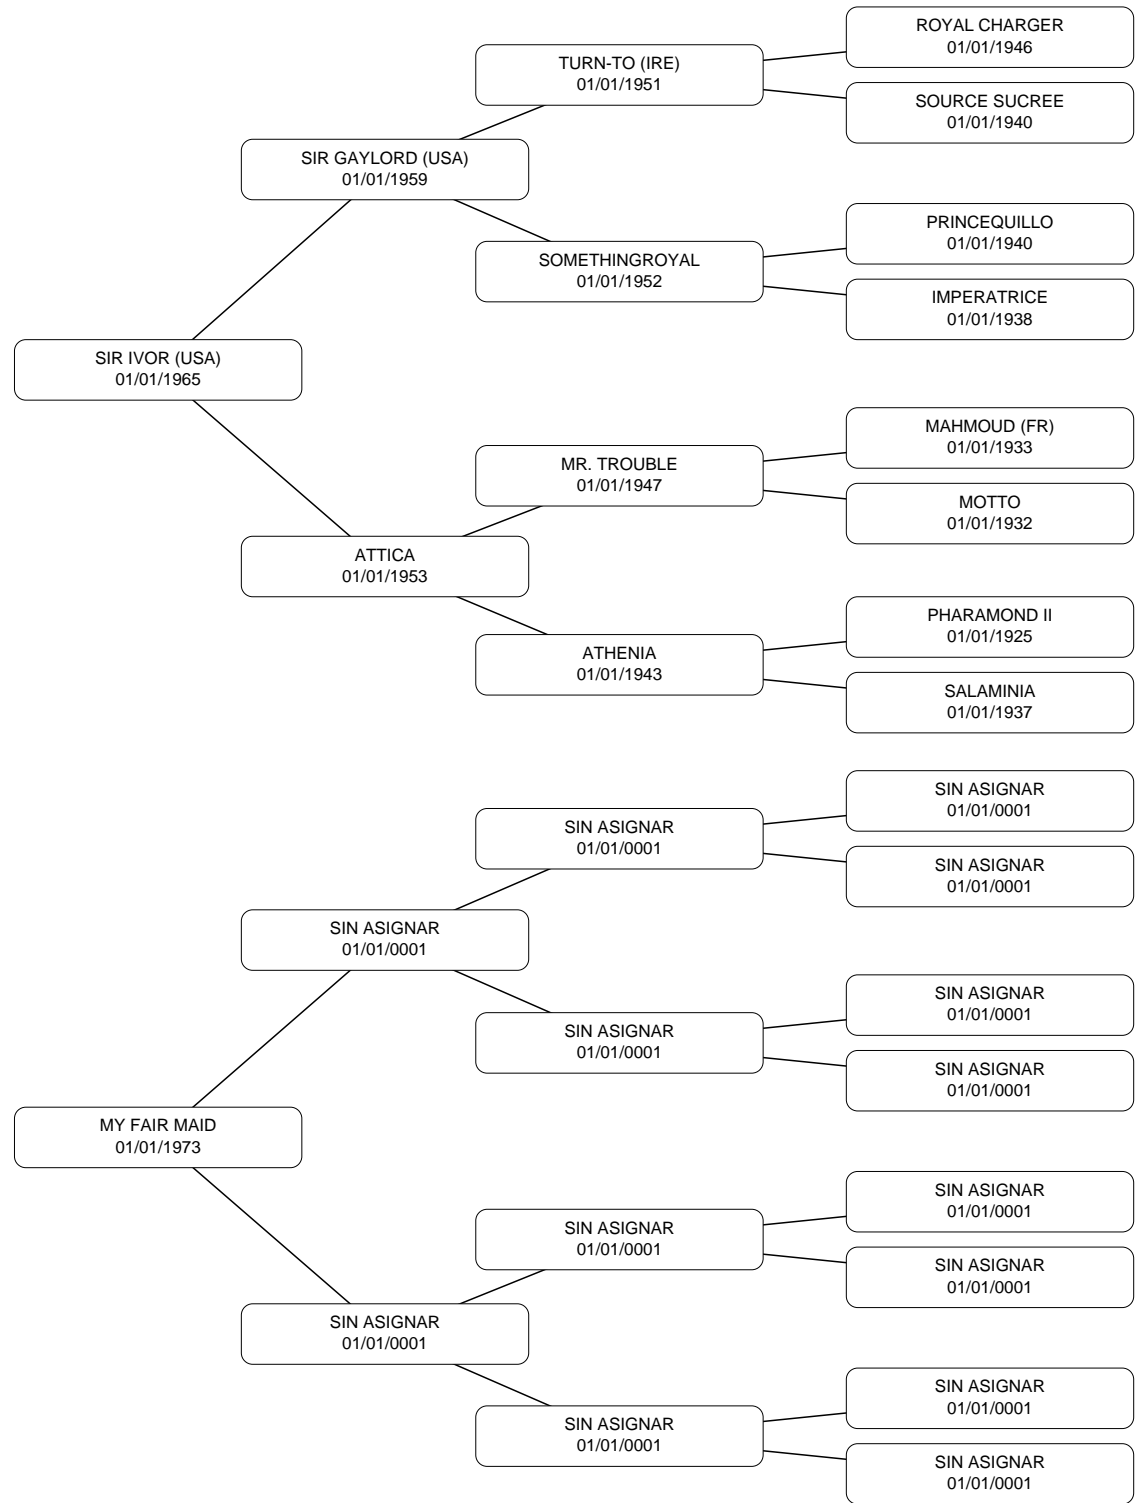 ROYAL CHARGER
01/01/1946
TURN-TO (IRE)
01/01/1951
SOURCE SUCREE
01/01/1940
SIR GAYLORD (USA)
01/01/1959
PRINCEQUILLO
01/01/1940
SOMETHINGROYAL
01/01/1952
IMPERATRICE
01/01/1938
SIR IVOR (USA)
01/01/1965
MAHMOUD (FR)
01/01/1933
MR. TROUBLE
01/01/1947
MOTTO
01/01/1932
ATTICA
01/01/1953
PHARAMOND II
01/01/1925
ATHENIA
01/01/1943
SALAMINIA
01/01/1937
SIN ASIGNAR
01/01/0001
SIN ASIGNAR
01/01/0001
SIN ASIGNAR
01/01/0001
SIN ASIGNAR
01/01/0001
SIN ASIGNAR
01/01/0001
SIN ASIGNAR
01/01/0001
SIN ASIGNAR
01/01/0001
MY FAIR MAID
01/01/1973
SIN ASIGNAR
01/01/0001
SIN ASIGNAR
01/01/0001
SIN ASIGNAR
01/01/0001
SIN ASIGNAR
01/01/0001
SIN ASIGNAR
01/01/0001
SIN ASIGNAR
01/01/0001
SIN ASIGNAR
01/01/0001